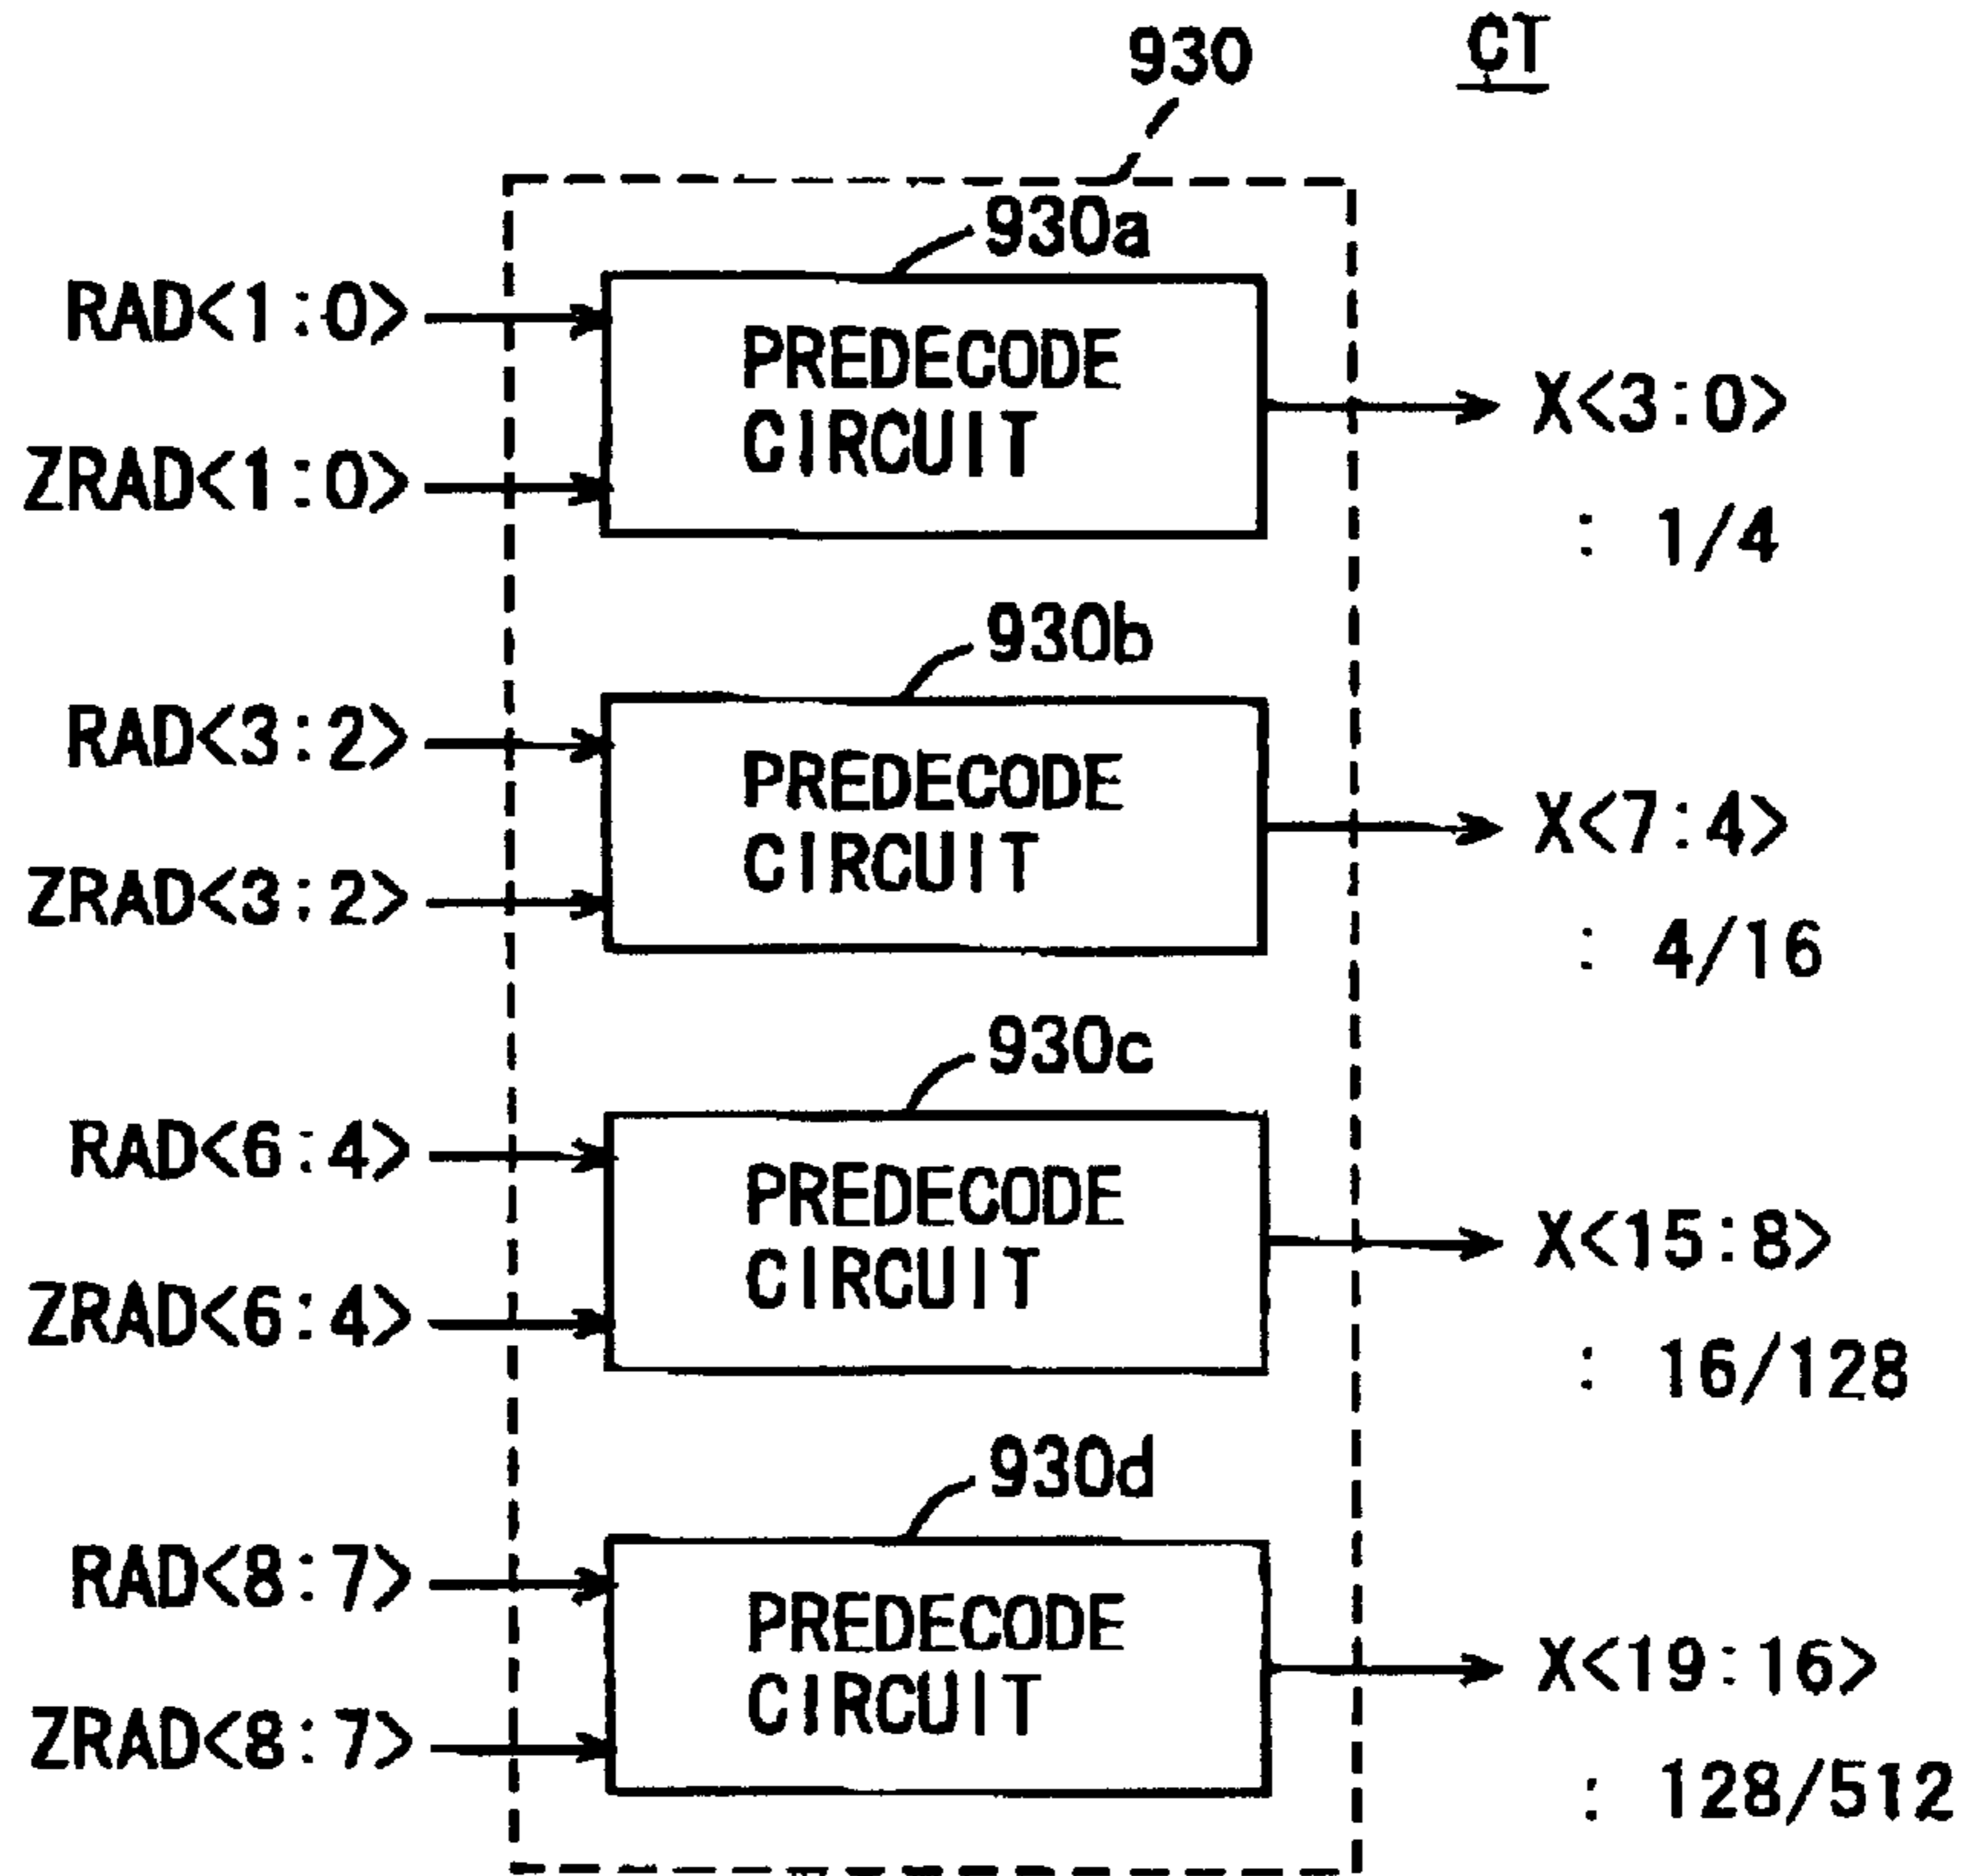 930
CT
930a
RAD<1:0>
ZRAD<1:0>
PREDECODE
CIRCUIT
X<3:0>
: 1/4
930b
RAD<3:2>
ZRAD<3:2>
PREDECODE
CIRCUIT
X<7:4>
: 4/16
930c
RAD<6:4>
ZRAD<6:4>
PREDECODE
CIRCUIT
X<15:8>
: 16/128
930d
RAD<8:7>
ZRAD<8:7>
PREDECODE
CIRCUIT
X<19:16>
: 128/512